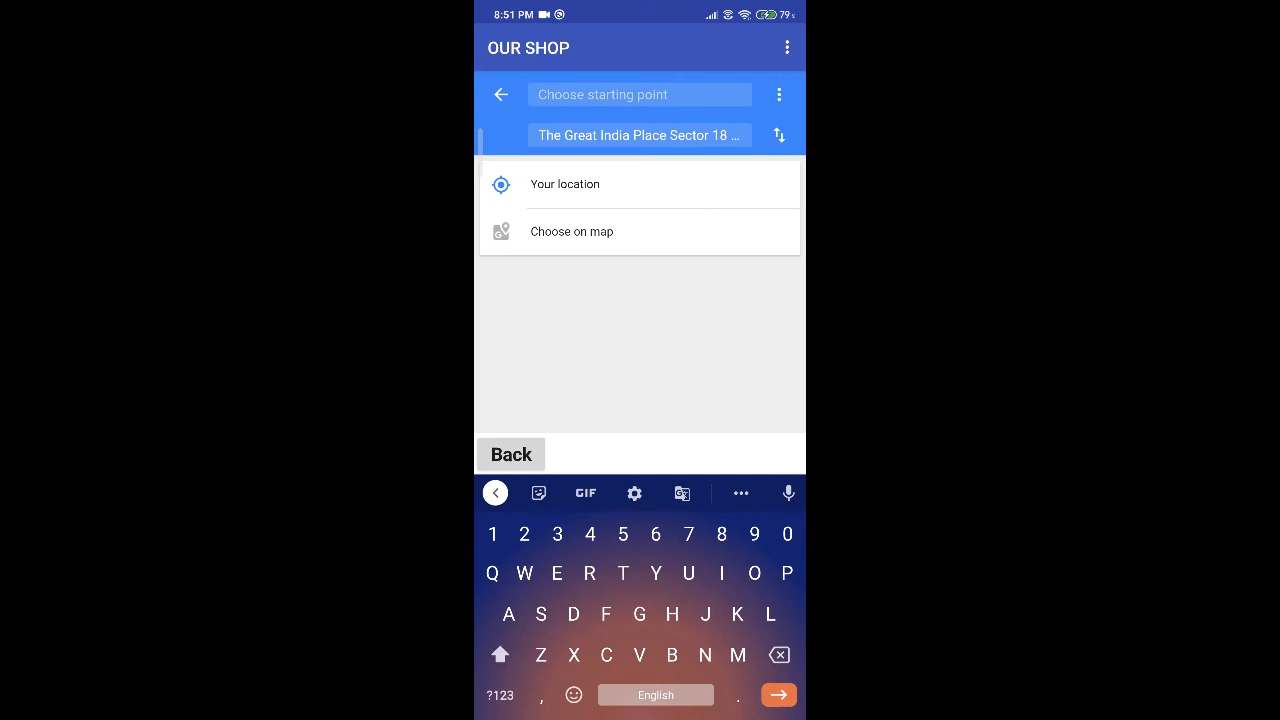 8:51 PM 79%
OUR SHOP
Choose starting point
The Great India Place Sector 18 ...
Your location
Choose on map
Back
GIF
1 2 3 4 5 6 7 8 9 0
Q W E R T Y U I O P
A S D F G H J K L
Z X C V B N M
?123 , English .